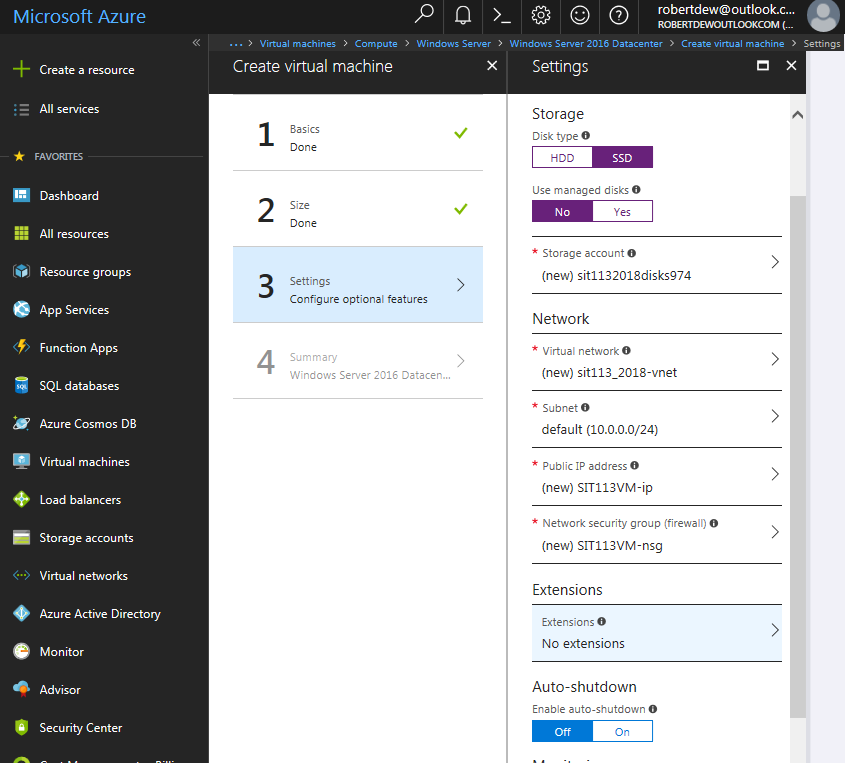 Microsoft Azure
robertdew@outlook.c...
ROBERTDEWOUTLOOKCOM (...
... > Virtual machines > Compute > Windows Server > Windows Server 2016 Datacenter > Create virtual machine > Settings
Create a resource
All services
FAVORITES
Dashboard
All resources
Resource groups
App Services
Function Apps
SQL databases
Azure Cosmos DB
Virtual machines
Load balancers
Storage accounts
Virtual networks
Azure Active Directory
Monitor
Advisor
Security Center
Create virtual machine
1
Basics
Done
2
Size
Done
3
Settings
Configure optional features
4
Summary
Windows Server 2016 Datacen...
Settings
Storage
Disk type
HDD SSD
Use managed disks
No Yes
* Storage account
(new) sit1132018disks974
Network
* Virtual network
(new) sit113_2018-vnet
* Subnet
default (10.0.0.0/24)
* Public IP address
(new) SIT113VM-ip
* Network security group (firewall)
(new) SIT113VM-nsg
Extensions
Extensions
No extensions
Auto-shutdown
Enable auto-shutdown
Off On